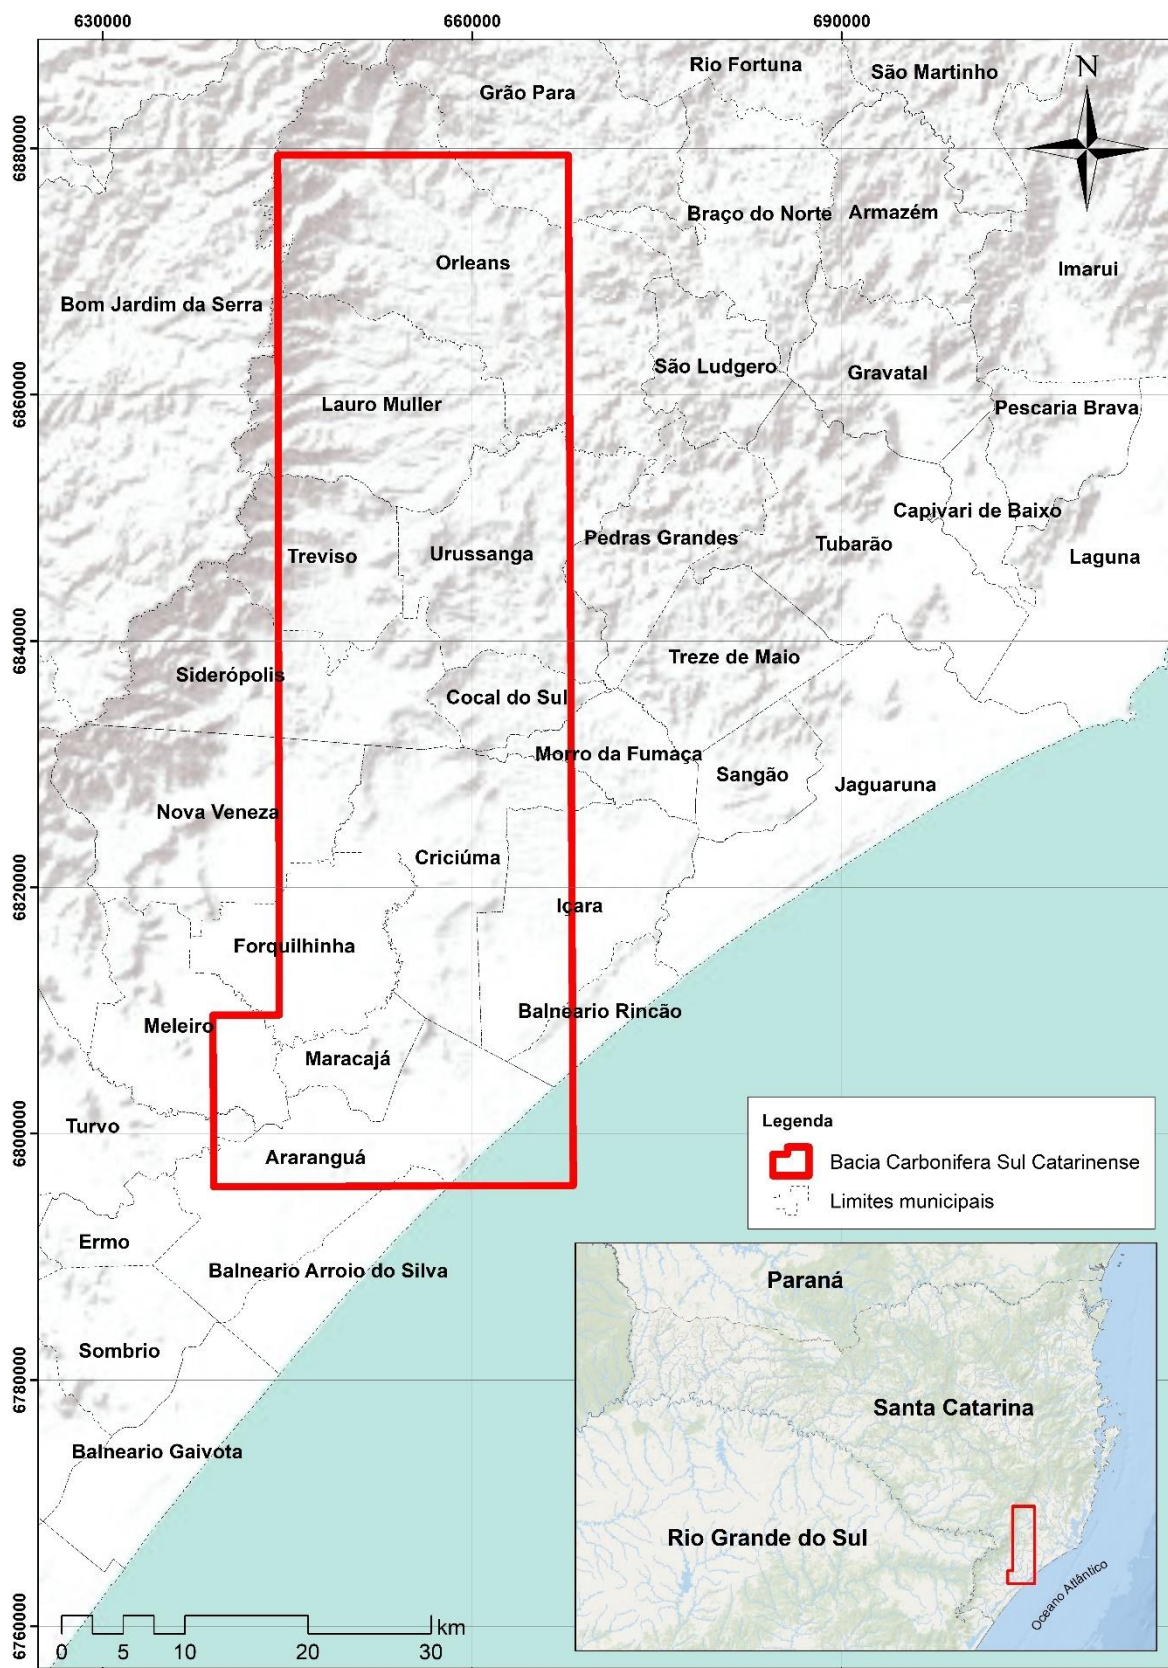 630000
660000
690000
Rio Fortuna
São Martinho
Grão Para
N
6880000
Braço do Norte
Armazém
Orleans
Imarui
Bom Jardim da Serra
São Ludgero
Gravatal
6860000
Lauro Muller
Pescaria Brava
Capivari de Baixo
Pedras Grandes
Tubarão
Treviso
Urussanga
Laguna
6840000
Treze de Maio
Siderópolis
Cocal do Sul
Morro da Fumaça
Sangão
Jaguaruna
Nova Veneza
Criciúma
6820000
Içara
Forquilhinha
Balneario Rincão
Meleiro
Maracajá
Turvo
6800000
Araranguá
Legenda
Bacia Carbonifera Sul Catarinense
Limites municipais
Ermo
Balneario Arroio do Silva
Sombrio
6780000
Balneario Gaivota
6760000
Paraná
Santa Catarina
Rio Grande do Sul
Oceano Atlântico
km
0 5 10 20 30